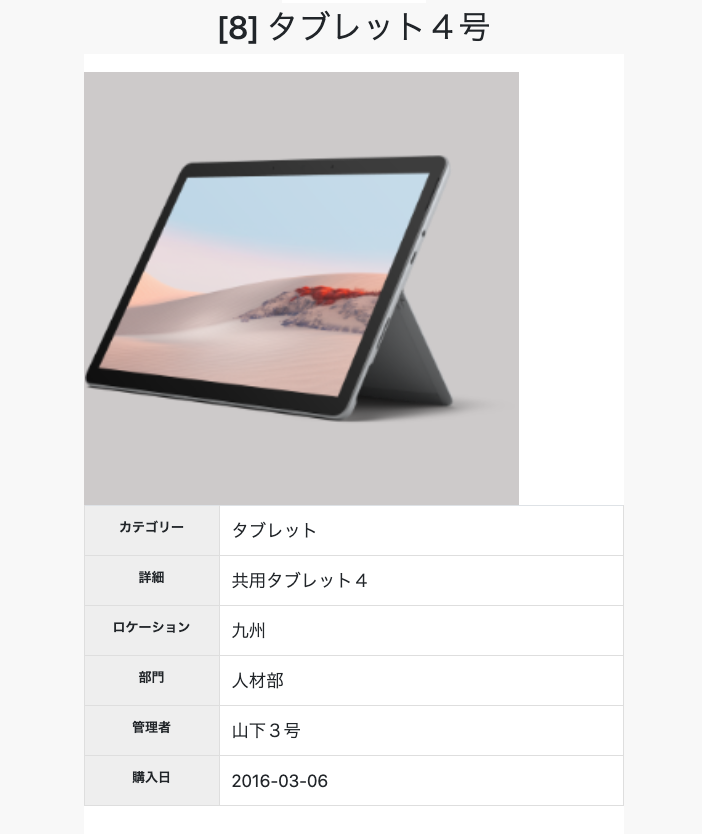 [8] タブレット４号
カテゴリー タブレット
詳細 共用タブレット４
ロケーション 九州
部門 人材部
管理者 山下３号
購入日 2016-03-06